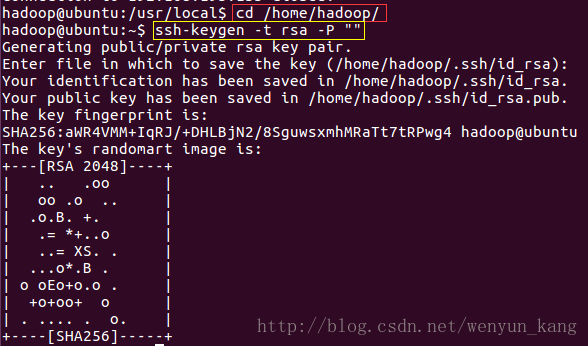 hadoop@ubuntu:/usr/local$ cd /home/hadoop/
hadoop@ubuntu:~$ ssh-keygen -t rsa -P ""
Generating public/private rsa key pair.
Enter file in which to save the key (/home/hadoop/.ssh/id_rsa):
Your identification has been saved in /home/hadoop/.ssh/id_rsa.
Your public key has been saved in /home/hadoop/.ssh/id_rsa.pub.
The key fingerprint is:
SHA256:aWR4VMM+IqRJ/+DHLBjN2/8SguwsxmhMRaTt7tRPwg4 hadoop@ubuntu
The key's randomart image is:
+---[RSA 2048]----+
|   ..   .oo      |
|   oo .o  ..     |
|  .o.B. +.       |
|   .= *+..o      |
|   ..= XS. .     |
|  ...o*.B .      |
| o oEo+o.o .     |
|  +o+oo+  o      |
| . .... .  o.    |
+----[SHA256]-----+
http://blog.csdn.net/wenyun_kang